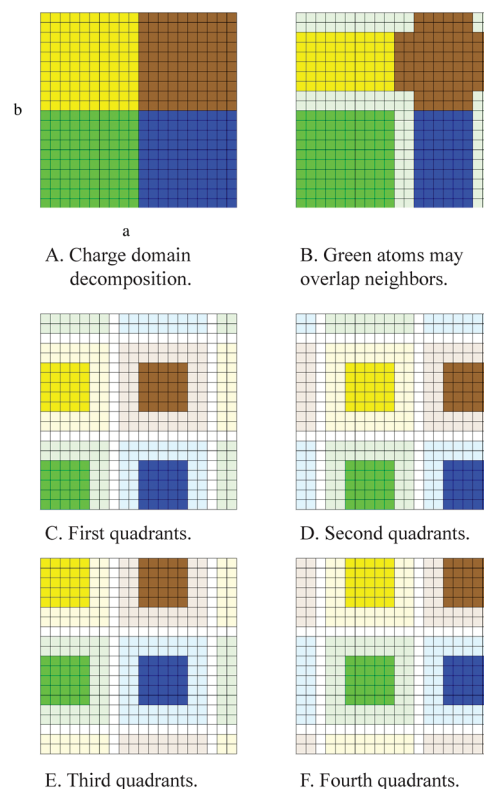 b
a
A. Charge domain
decomposition.
B. Green atoms may
overlap neighbors.
C. First quadrants.
D. Second quadrants.
E. Third quadrants.
F. Fourth quadrants.